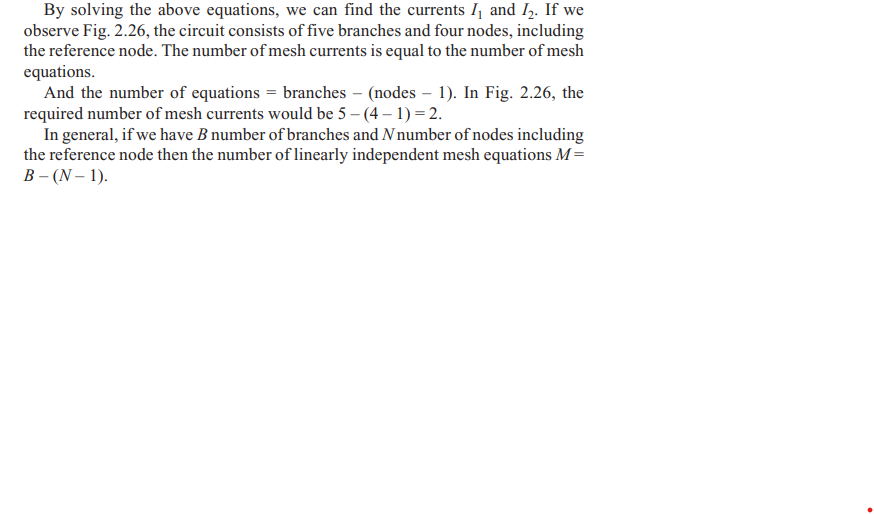 By solving the above equations, we can find the currents I₁ and I₂. If we
observe Fig. 2.26, the circuit consists of five branches and four nodes, including
the reference node. The number of mesh currents is equal to the number of mesh
equations.
And the number of equations = branches – (nodes – 1). In Fig. 2.26, the
required number of mesh currents would be 5 – (4 – 1) = 2.
In general, if we have B number of branches and N number of nodes including
the reference node then the number of linearly independent mesh equations M =
B – (N – 1).